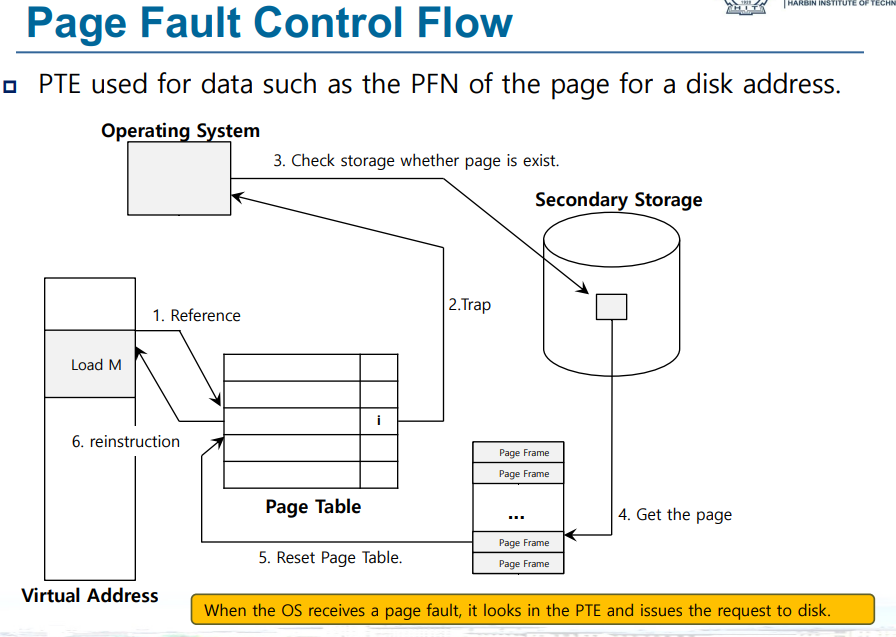 HARBIN INSTITUTE OF TECHN
Page Fault Control Flow
PTE used for data such as the PFN of the page for a disk address.
Operating System
3. Check storage whether page is exist.
Secondary Storage
2.Trap
1. Reference
Load M
i
6. reinstruction
Page Frame
Page Frame
...
Page Frame
Page Frame
Page Table
4. Get the page
5. Reset Page Table.
Virtual Address
When the OS receives a page fault, it looks in the PTE and issues the request to disk.